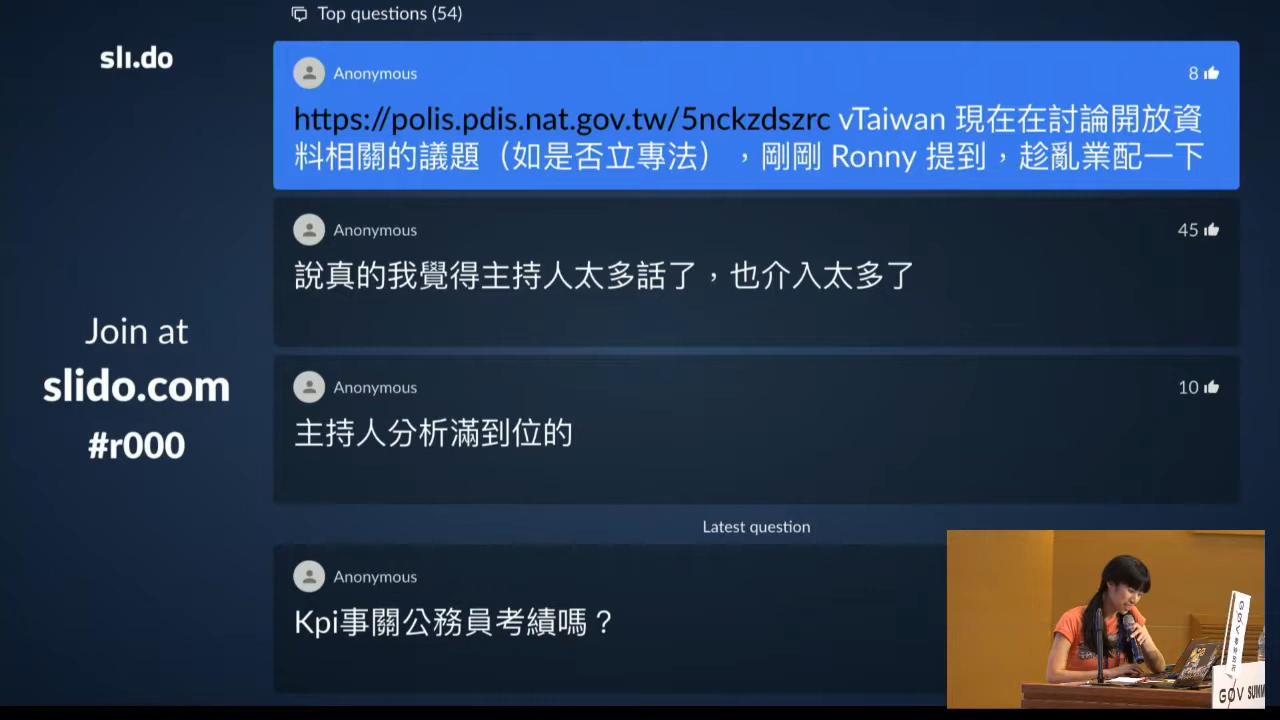 Top questions (54)
sli.do
Anonymous
8
https://polis.pdis.nat.gov.tw/5nckzdszrc vTaiwan 現在在討論開放資
料相關的議題（如是否立專法），剛剛 Ronny 提到，趁亂業配一下
Anonymous
45
說真的我覺得主持人太多話了，也介入太多了
Join at
slido.com
#r000
Anonymous
10
主持人分析滿到位的
Latest question
Anonymous
Kpi事關公務員考績嗎？
G0V SUMM